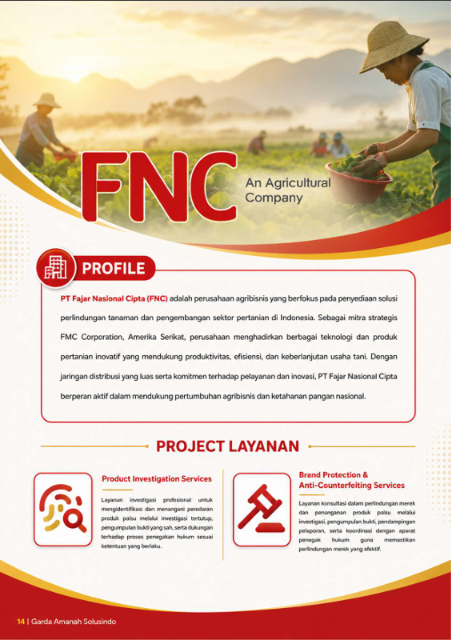 FNC
An Agricultural
Company
PROFILE
PT Fajar Nasional Cipta (FNC) adalah perusahaan agribisnis yang berfokus pada penyediaan solusi
perlindungan tanaman dan pengembangan sektor pertanian di Indonesia. Sebagai mitra strategis
FMC Corporation, Amerika Serikat, perusahaan menghadirkan berbagai teknologi dan produk
pertanian inovatif yang mendukung produktivitas, efisiensi, dan keberlanjutan usaha tani. Dengan
jaringan distribusi yang luas serta komitmen terhadap pelayanan dan inovasi, PT Fajar Nasional Cipta
berperan aktif dalam mendukung pertumbuhan agribisnis dan ketahanan pangan nasional.
PROJECT LAYANAN
Product Investigation Services
Layanan investigasi profesional untuk
mengidentifikasi dan menangani peredaran
produk palsu melalui investigasi tertutup,
pengumpulan bukti yang sah, serta dukungan
terhadap proses penegakan hukum sesuai
ketentuan yang berlaku.
Brand Protection &
Anti-Counterfeiting Services
Layanan konsultasi dalam perlindungan merek
dan penanganan produk palsu melalui
investigasi, pengumpulan bukti, pendampingan
pelaporan, serta koordinasi dengan aparat
penegak hukum guna memastikan
perlindungan merek yang efektif.
14 | Garda Amanah Solusindo